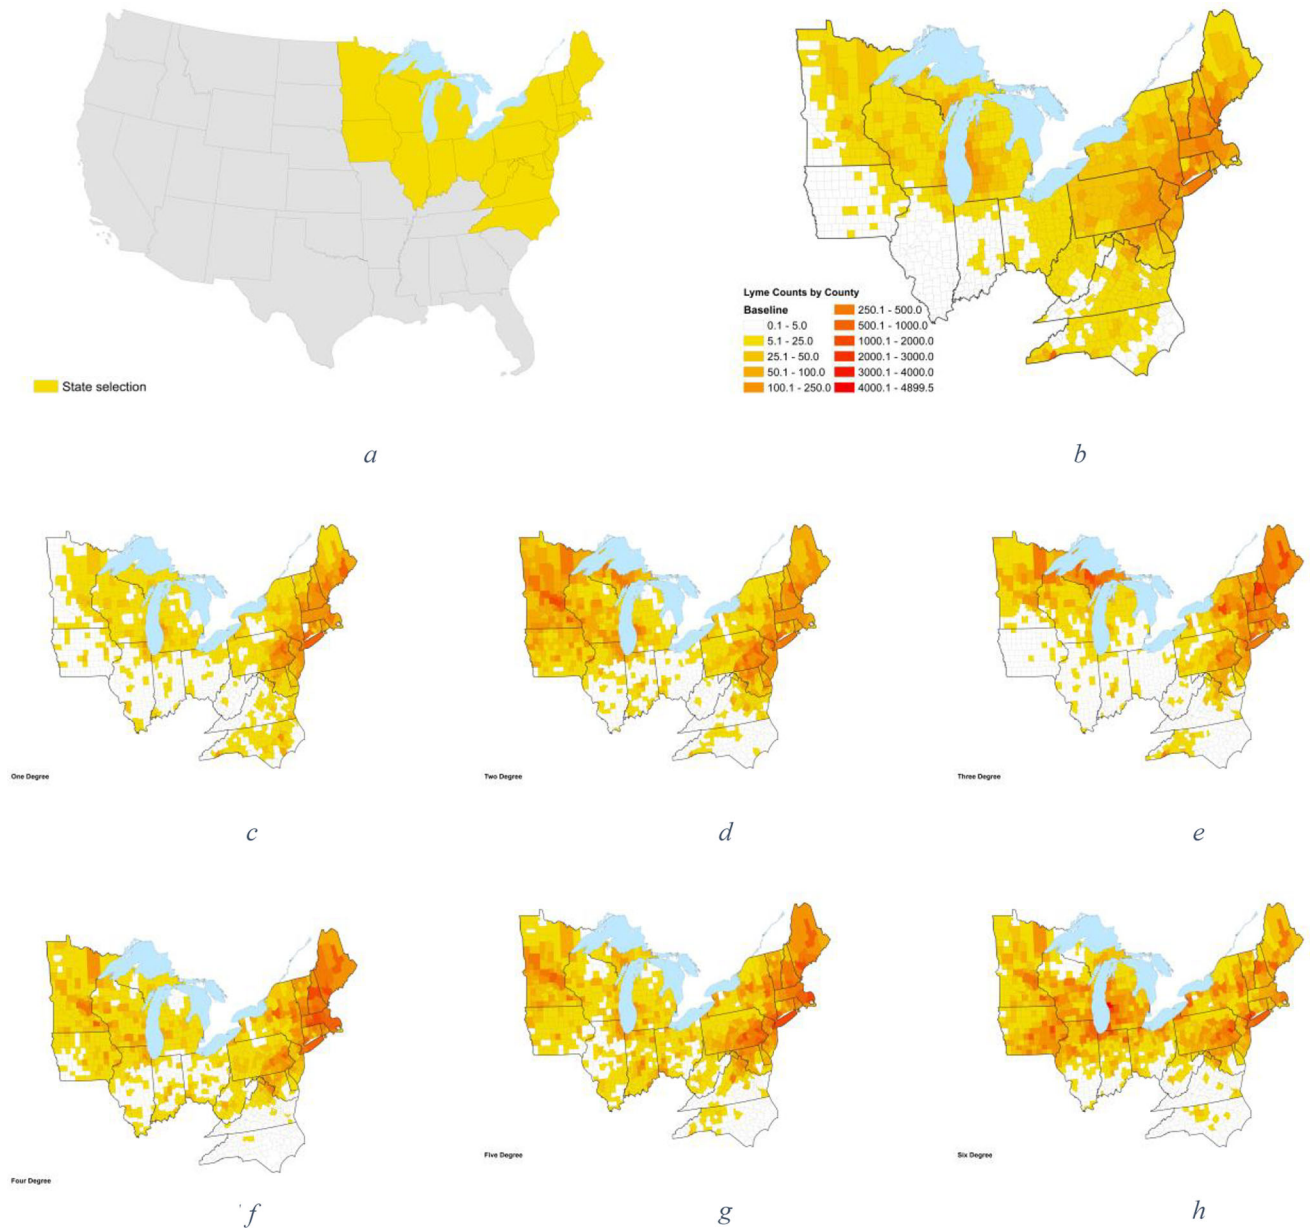 State selection
Lyme Counts by County
Baseline
0.1 - 5.0
5.1 - 25.0
25.1 - 50.0
50.1 - 100.0
100.1 - 250.0
250.1 - 500.0
500.1 - 1000.0
1000.1 - 2000.0
2000.1 - 3000.0
3000.1 - 4000.0
4000.1 - 4899.5
a
b
One Degree
Two Degree
Three Degree
c
d
e
Four Degree
Five Degree
Six Degree
f
g
h